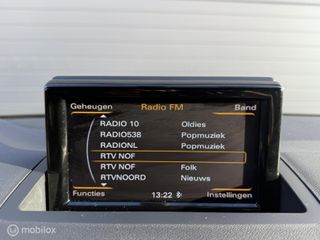 Geheugen Radio FM Band
RADIO 10 Oldies
RADIO538 Popmuziek
RADIONL Popmuziek
RTV NOF
RTV NOF Folk
RTVNOORD Nieuws
Functies 13:22 Instellingen
© Marktplaats